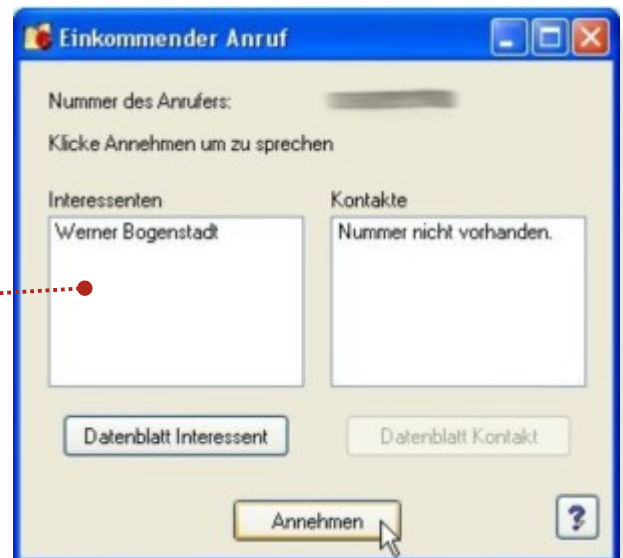 Einkommender Anruf
Nummer des Anrufers:
Klicke Annehmen um zu sprechen
Interessenten
Kontakte
Werner Bogenstadt
Nummer nicht vorhanden.
Datenblatt Interessent
Datenblatt Kontakt
Annehmen
?